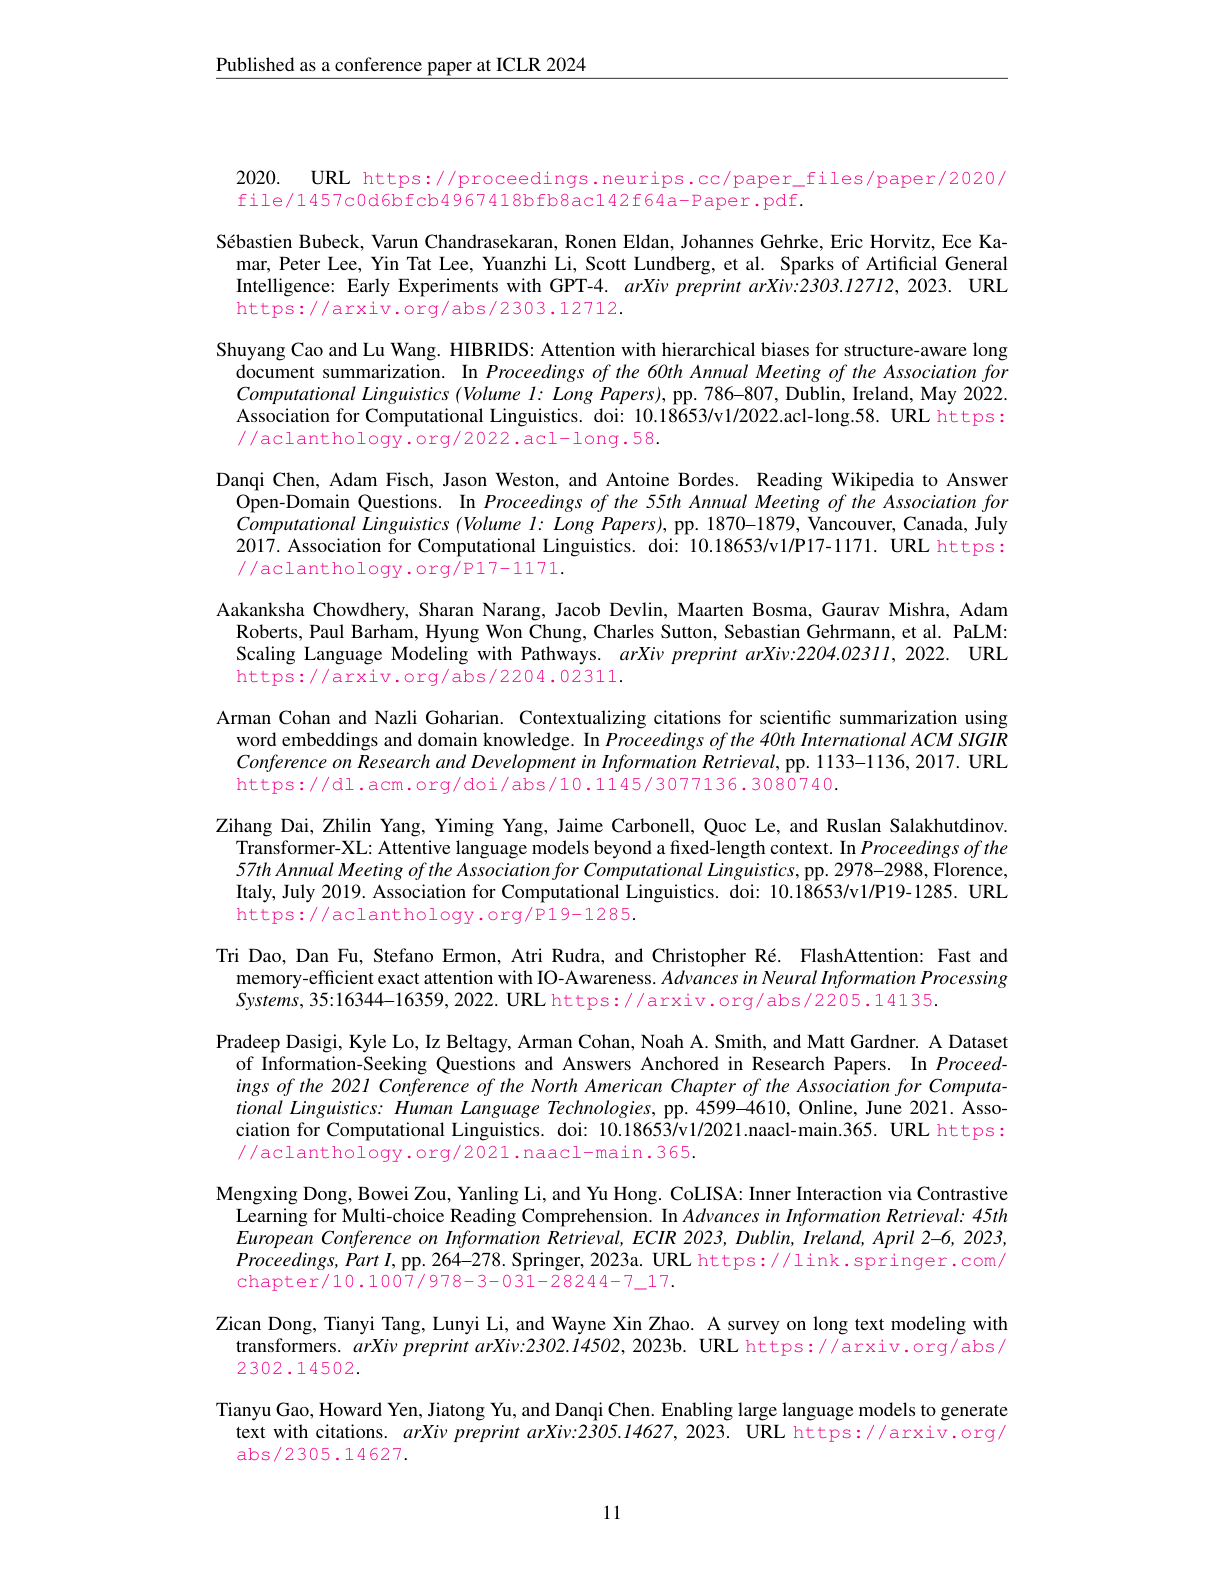 Published as a conference paper at ICLR 2024
2020. URL https://proceedings.neurips.cc/paper_files/paper/2020/
file/1457c0d6bfcb4967418bfb8ac142f64a-Paper.pdf.
Sébastien Bubeck, Varun Chandrasekaran, Ronen Eldan, Johannes Gehrke, Eric Horvitz, Ece Ka-
mar, Peter Lee, Yin Tat Lee, Yuanzhi Li, Scott Lundberg, et al. Sparks of Artificial General
Intelligence: Early Experiments with GPT-4. arXiv preprint arXiv:2303.12712, 2023. URL
https://arxiv.org/abs/2303.12712.
Shuyang Cao and Lu Wang. HIBRIDS: Attention with hierarchical biases for structure-aware long
document summarization. In Proceedings of the 60th Annual Meeting of the Association for
Computational Linguistics (Volume 1: Long Papers), pp. 786–807, Dublin, Ireland, May 2022.
Association for Computational Linguistics. doi: 10.18653/v1/2022.acl-long.58. URL https:
//aclanthology.org/2022.acl-long.58.
Danqi Chen, Adam Fisch, Jason Weston, and Antoine Bordes. Reading Wikipedia to Answer
Open-Domain Questions. In Proceedings of the 55th Annual Meeting of the Association for
Computational Linguistics (Volume 1: Long Papers), pp. 1870–1879, Vancouver, Canada, July
2017. Association for Computational Linguistics. doi: 10.18653/v1/P17-1171. URL https:
//aclanthology.org/P17-1171.
Aakanksha Chowdhery, Sharan Narang, Jacob Devlin, Maarten Bosma, Gaurav Mishra, Adam
Roberts, Paul Barham, Hyung Won Chung, Charles Sutton, Sebastian Gehrmann, et al. PaLM:
Scaling Language Modeling with Pathways. arXiv preprint arXiv:2204.02311, 2022. URL
https://arxiv.org/abs/2204.02311.
Arman Cohan and Nazli Goharian. Contextualizing citations for scientific summarization using
word embeddings and domain knowledge. In Proceedings of the 40th International ACM SIGIR
Conference on Research and Development in Information Retrieval, pp. 1133–1136, 2017. URL
https://dl.acm.org/doi/abs/10.1145/3077136.3080740.
Zihang Dai, Zhilin Yang, Yiming Yang, Jaime Carbonell, Quoc Le, and Ruslan Salakhutdinov.
Transformer-XL: Attentive language models beyond a fixed-length context. In Proceedings of the
57th Annual Meeting of the Association for Computational Linguistics, pp. 2978–2988, Florence,
Italy, July 2019. Association for Computational Linguistics. doi: 10.18653/v1/P19-1285. URL
https://aclanthology.org/P19-1285.
Tri Dao, Dan Fu, Stefano Ermon, Atri Rudra, and Christopher Ré. FlashAttention: Fast and
memory-efficient exact attention with IO-Awareness. Advances in Neural Information Processing
Systems, 35:16344–16359, 2022. URL https://arxiv.org/abs/2205.14135.
Pradeep Dasigi, Kyle Lo, Iz Beltagy, Arman Cohan, Noah A. Smith, and Matt Gardner. A Dataset
of Information-Seeking Questions and Answers Anchored in Research Papers. In Proceed-
ings of the 2021 Conference of the North American Chapter of the Association for Computa-
tional Linguistics: Human Language Technologies, pp. 4599–4610, Online, June 2021. Asso-
ciation for Computational Linguistics. doi: 10.18653/v1/2021.naacl-main.365. URL https:
//aclanthology.org/2021.naacl-main.365.
Mengxing Dong, Bowei Zou, Yanling Li, and Yu Hong. CoLISA: Inner Interaction via Contrastive
Learning for Multi-choice Reading Comprehension. In Advances in Information Retrieval: 45th
European Conference on Information Retrieval, ECIR 2023, Dublin, Ireland, April 2–6, 2023,
Proceedings, Part I, pp. 264–278. Springer, 2023a. URL https://link.springer.com/
chapter/10.1007/978-3-031-28244-7_17.
Zican Dong, Tianyi Tang, Lunyi Li, and Wayne Xin Zhao. A survey on long text modeling with
transformers. arXiv preprint arXiv:2302.14502, 2023b. URL https://arxiv.org/abs/
2302.14502.
Tianyu Gao, Howard Yen, Jiatong Yu, and Danqi Chen. Enabling large language models to generate
text with citations. arXiv preprint arXiv:2305.14627, 2023. URL https://arxiv.org/
abs/2305.14627.
11